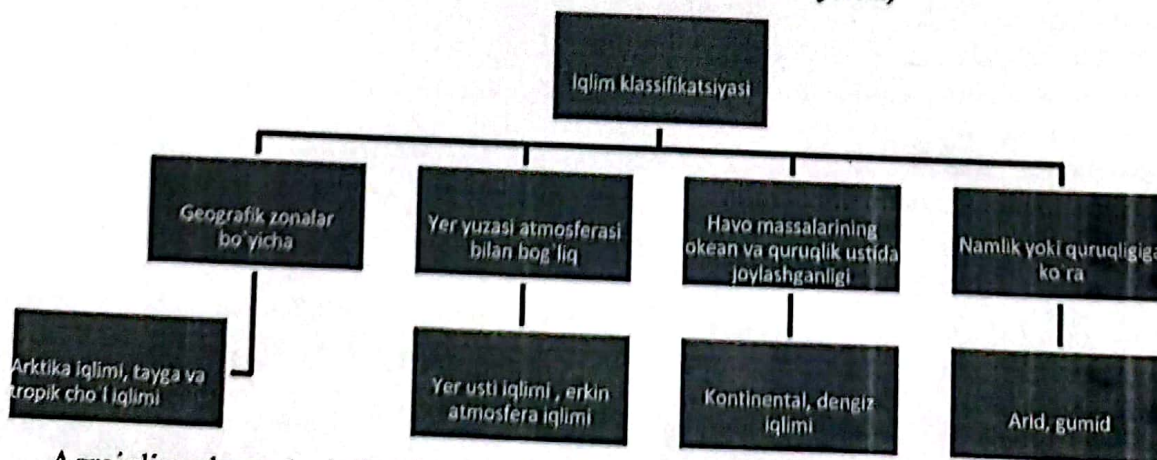 Iqlim klassifikatsiyasi
Geografik zonalar
bo`yicha
Yer yuzasi atmosferasi
bilan bog`liq
Havo massalarining
okean va quruqlik ustida
joylashganligi
Namlik yoki quruqligiga
ko`ra
Arktika iqlimi, tayga va
tropik cho`l iqlimi
Yer usti iqlimi , erkin
atmosfera iqlimi
Kontinental, dengiz
iqlimi
Arid, gumid